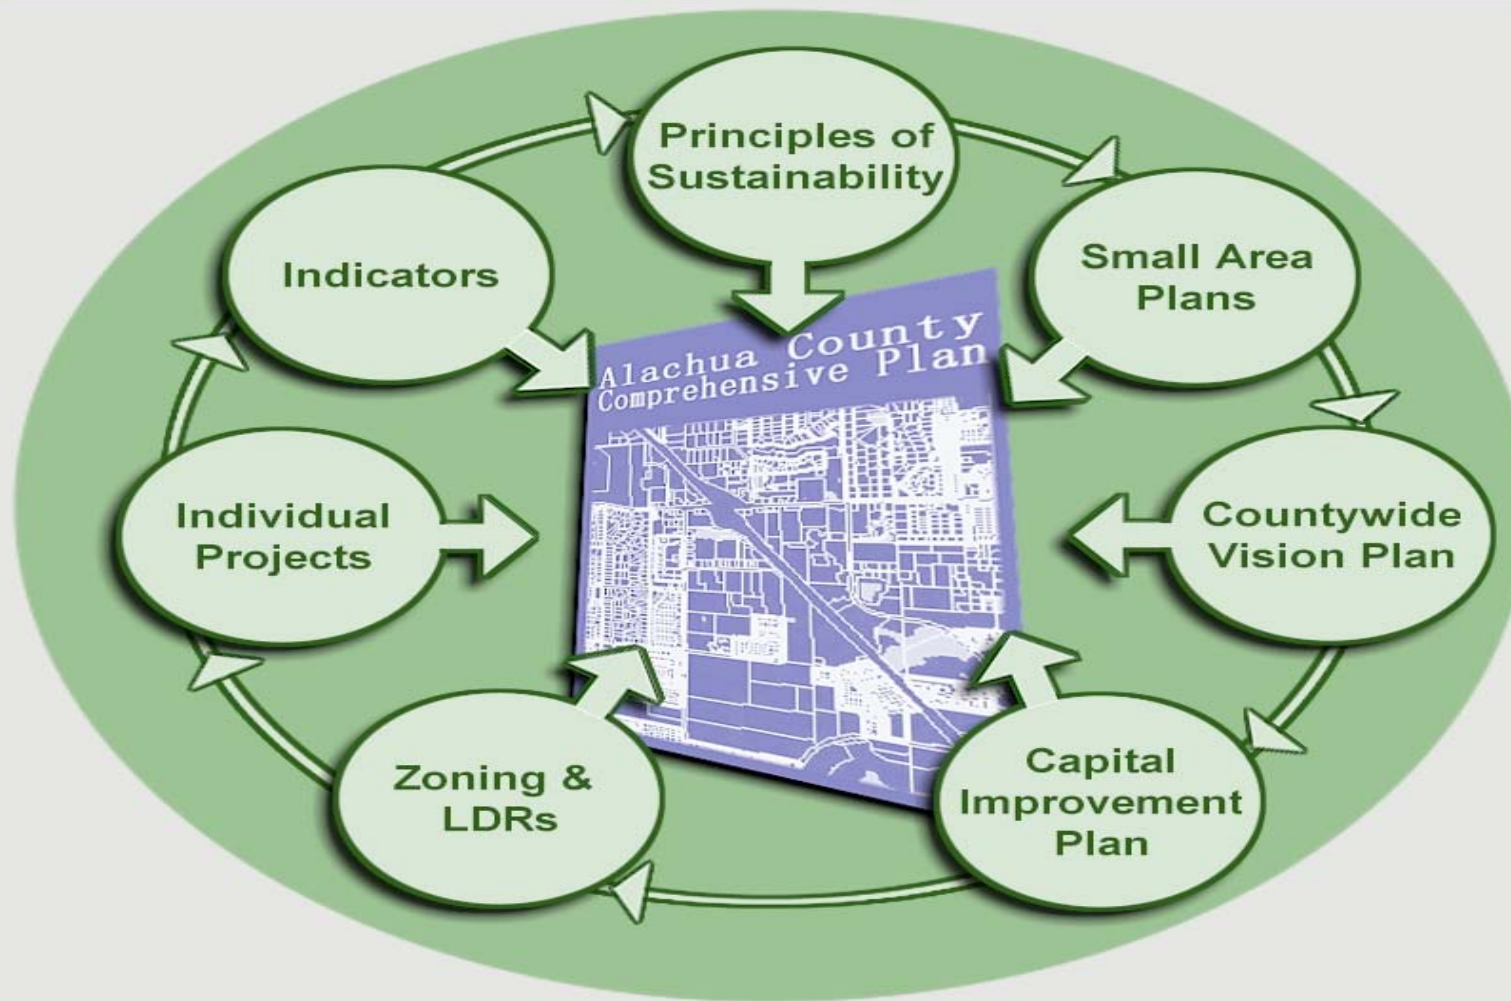 Principles of
Sustainability
Small Area
Plans
Countywide
Vision Plan
Capital
Improvement
Plan
Zoning &
LDRs
Individual
Projects
Indicators
Alachua County
Comprehensive Plan